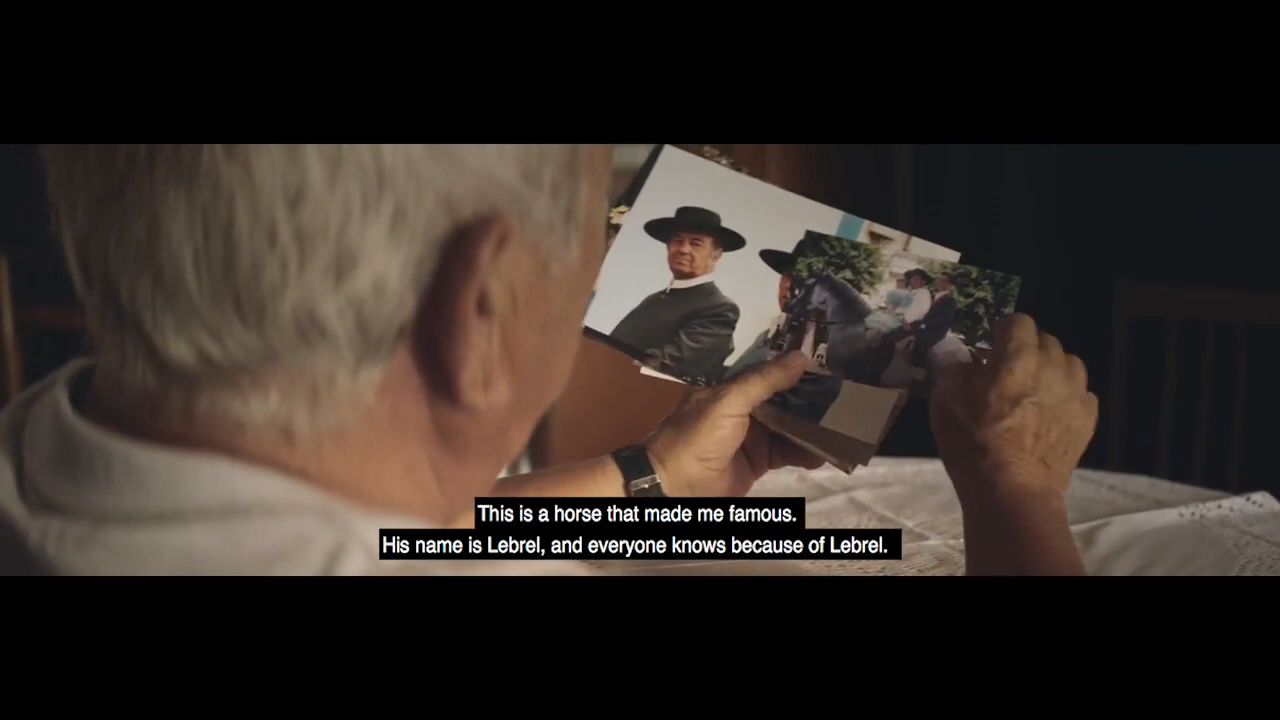 This is a horse that made me famous.
His name is Lebrel, and everyone knows because of Lebrel.